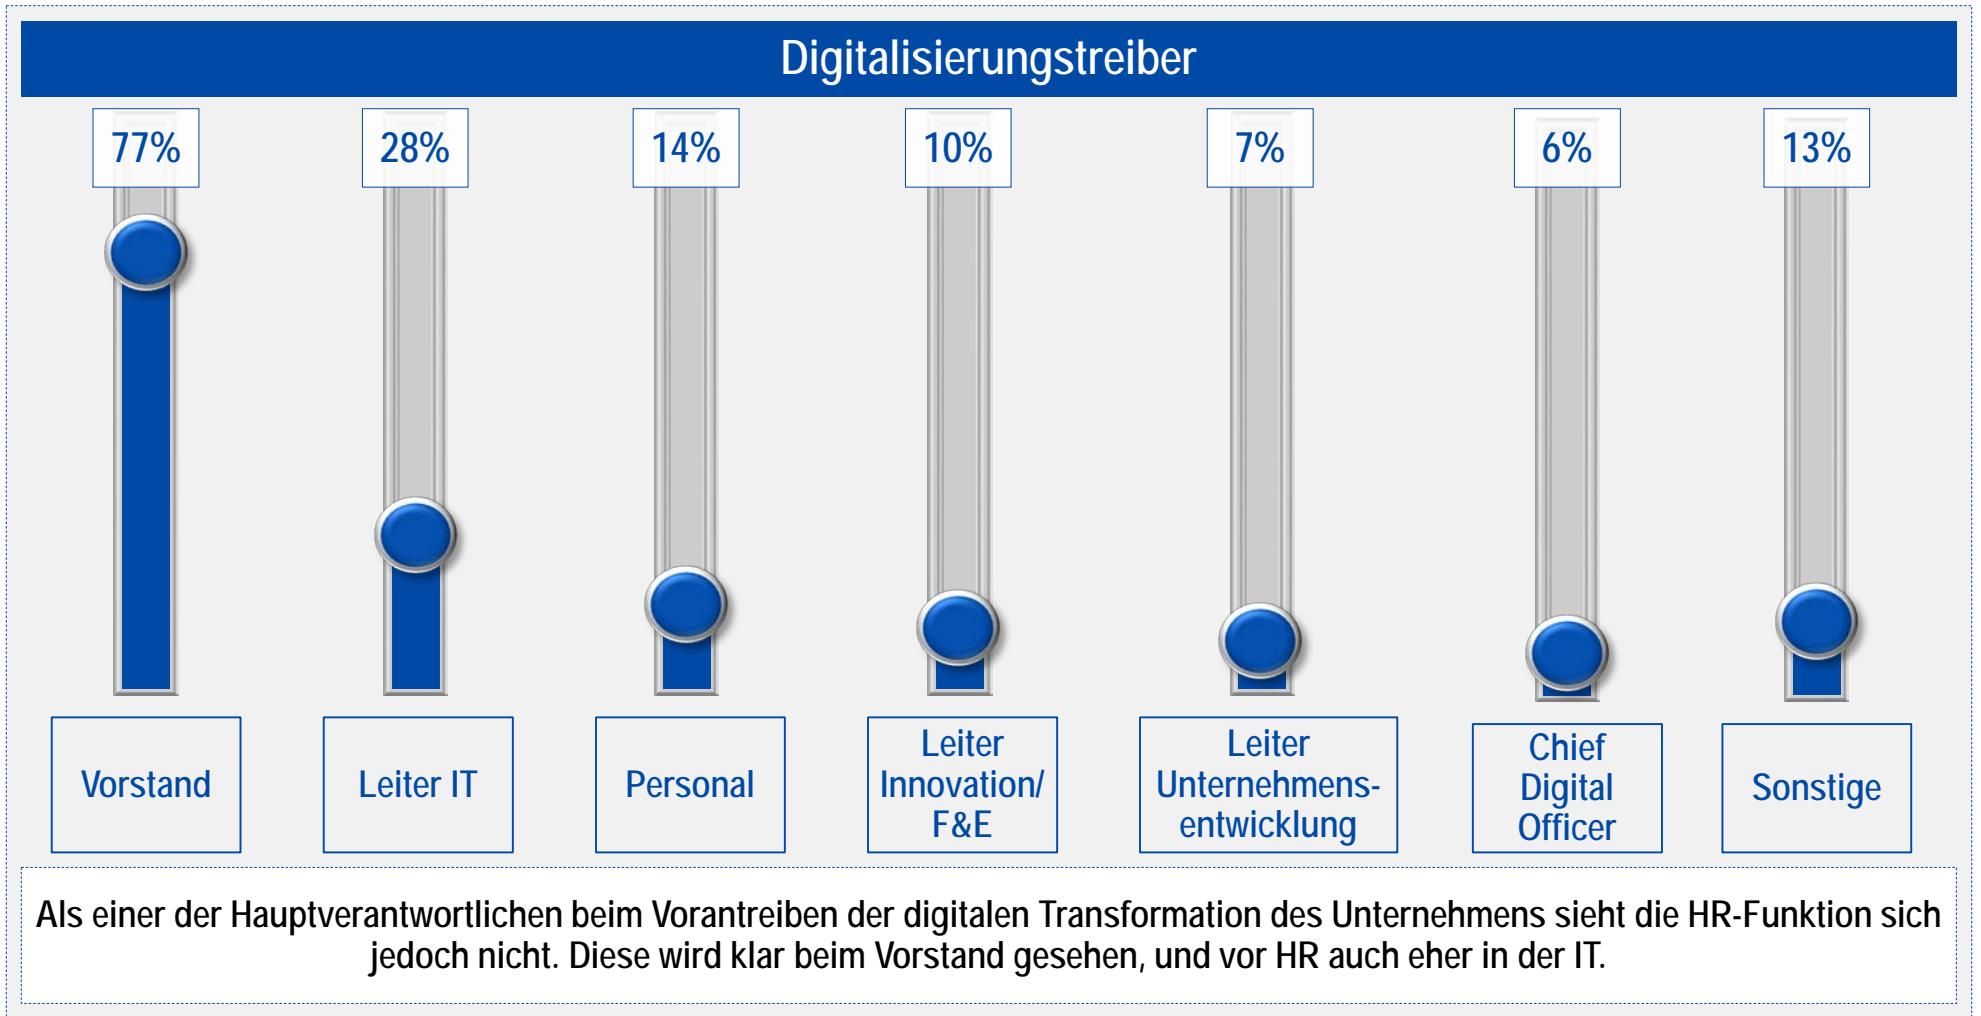 Digitalisierungstreiber
77%
28%
14%
10%
7%
6%
13%
Vorstand
Leiter IT
Personal
Leiter
Innovation/
F&E
Leiter
Unternehmens-
entwicklung
Chief
Digital
Officer
Sonstige
Als einer der Hauptverantwortlichen beim Vorantreiben der digitalen Transformation des Unternehmens sieht die HR-Funktion sich
jedoch nicht. Diese wird klar beim Vorstand gesehen, und vor HR auch eher in der IT.